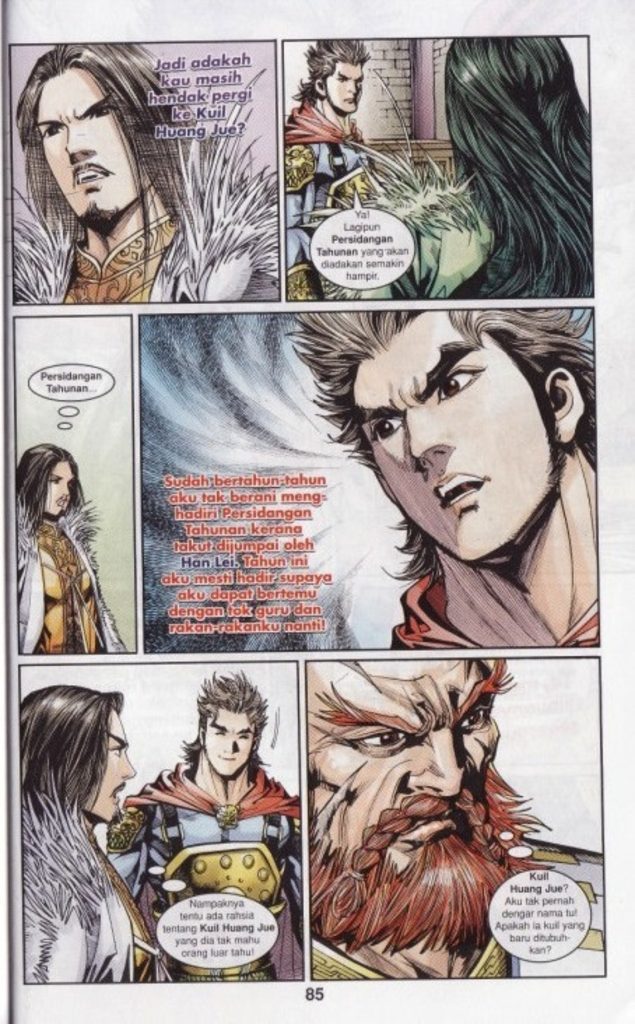 Jadi adakah
kau masih
hendak pergi
ke Kuil
Huang Jue?
Ya!
Lagipun
Persidangan
Tahunan yang akan
diadakan semakin
hampir.
Persidangan
Tahunan...
Sudah bertahun-tahun
aku tak berani meng-
hadiri Persidangan
Tahunan kerana
takut dijumpai oleh
Han Lei. Tahun ini
aku mesti hadir supaya
aku dapat bertemu
dengan tok guru dan
rakan-rakanku nanti!
Nampaknya
tentu ada rahsia
tentang Kuil Huang Jue
yang dia tak mahu
orang luar tahu!
Kuil
Huang Jue?
Aku tak pernah
dengar nama tu!
Apakah ia kuil yang
baru ditubuh-
kan?
85